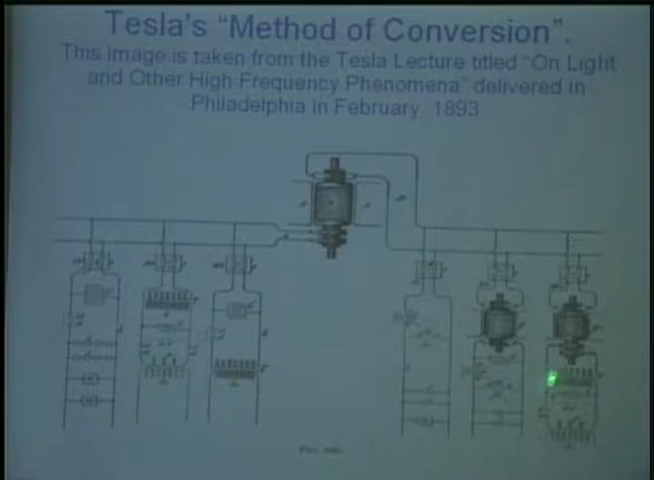 Tesla's "Method of Conversion".
This image is taken from the Tesla Lecture titled "On Light
and Other High Frequency Phenomena" delivered in
Philadelphia in February 1893